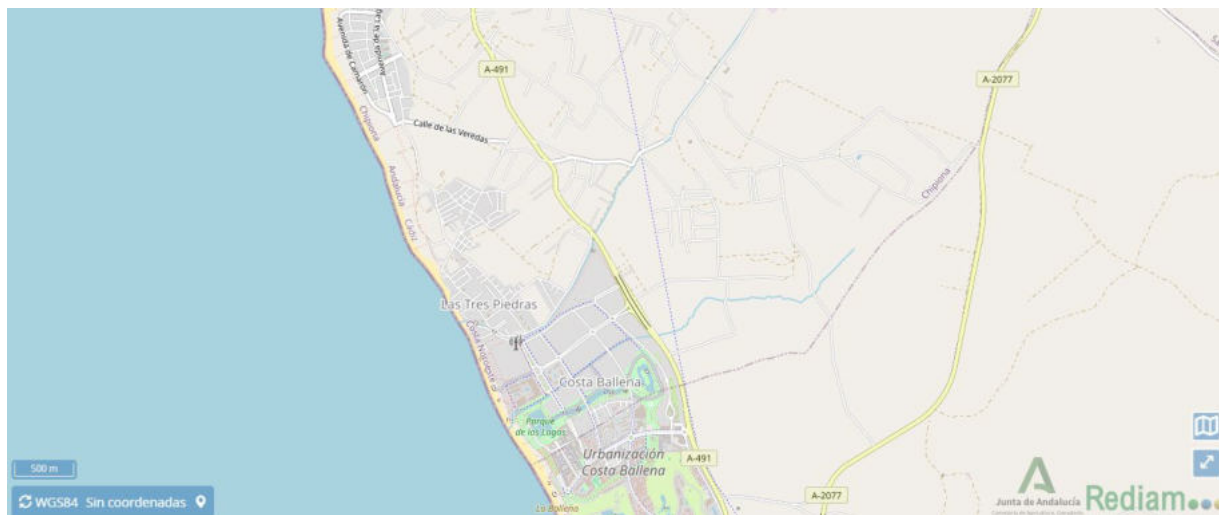 Avenida de Camarón
A-491
A-2077
Calle de las Veredas
Chipiona
Andalucía
Cádiz
Chipiona
Las Tres Piedras
Costa Noroeste
Costa Ballena
Parque
de los Lagos
Urbanización
Costa Ballena
A-491
500 m
A-2077
WGS84 Sin coordenadas
La Ballena
Junta de Andalucía
Rediam